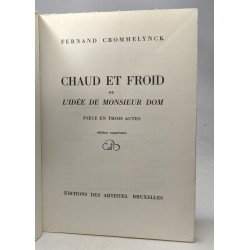 FERNAND CROMMELYNCK
CHAUD ET FROID
OU
L'IDÉE DE MONSIEUR DOM
PIÈCE EN TROIS ACTES
ÉDITIONS DES ARTISTES, BRUXELLES